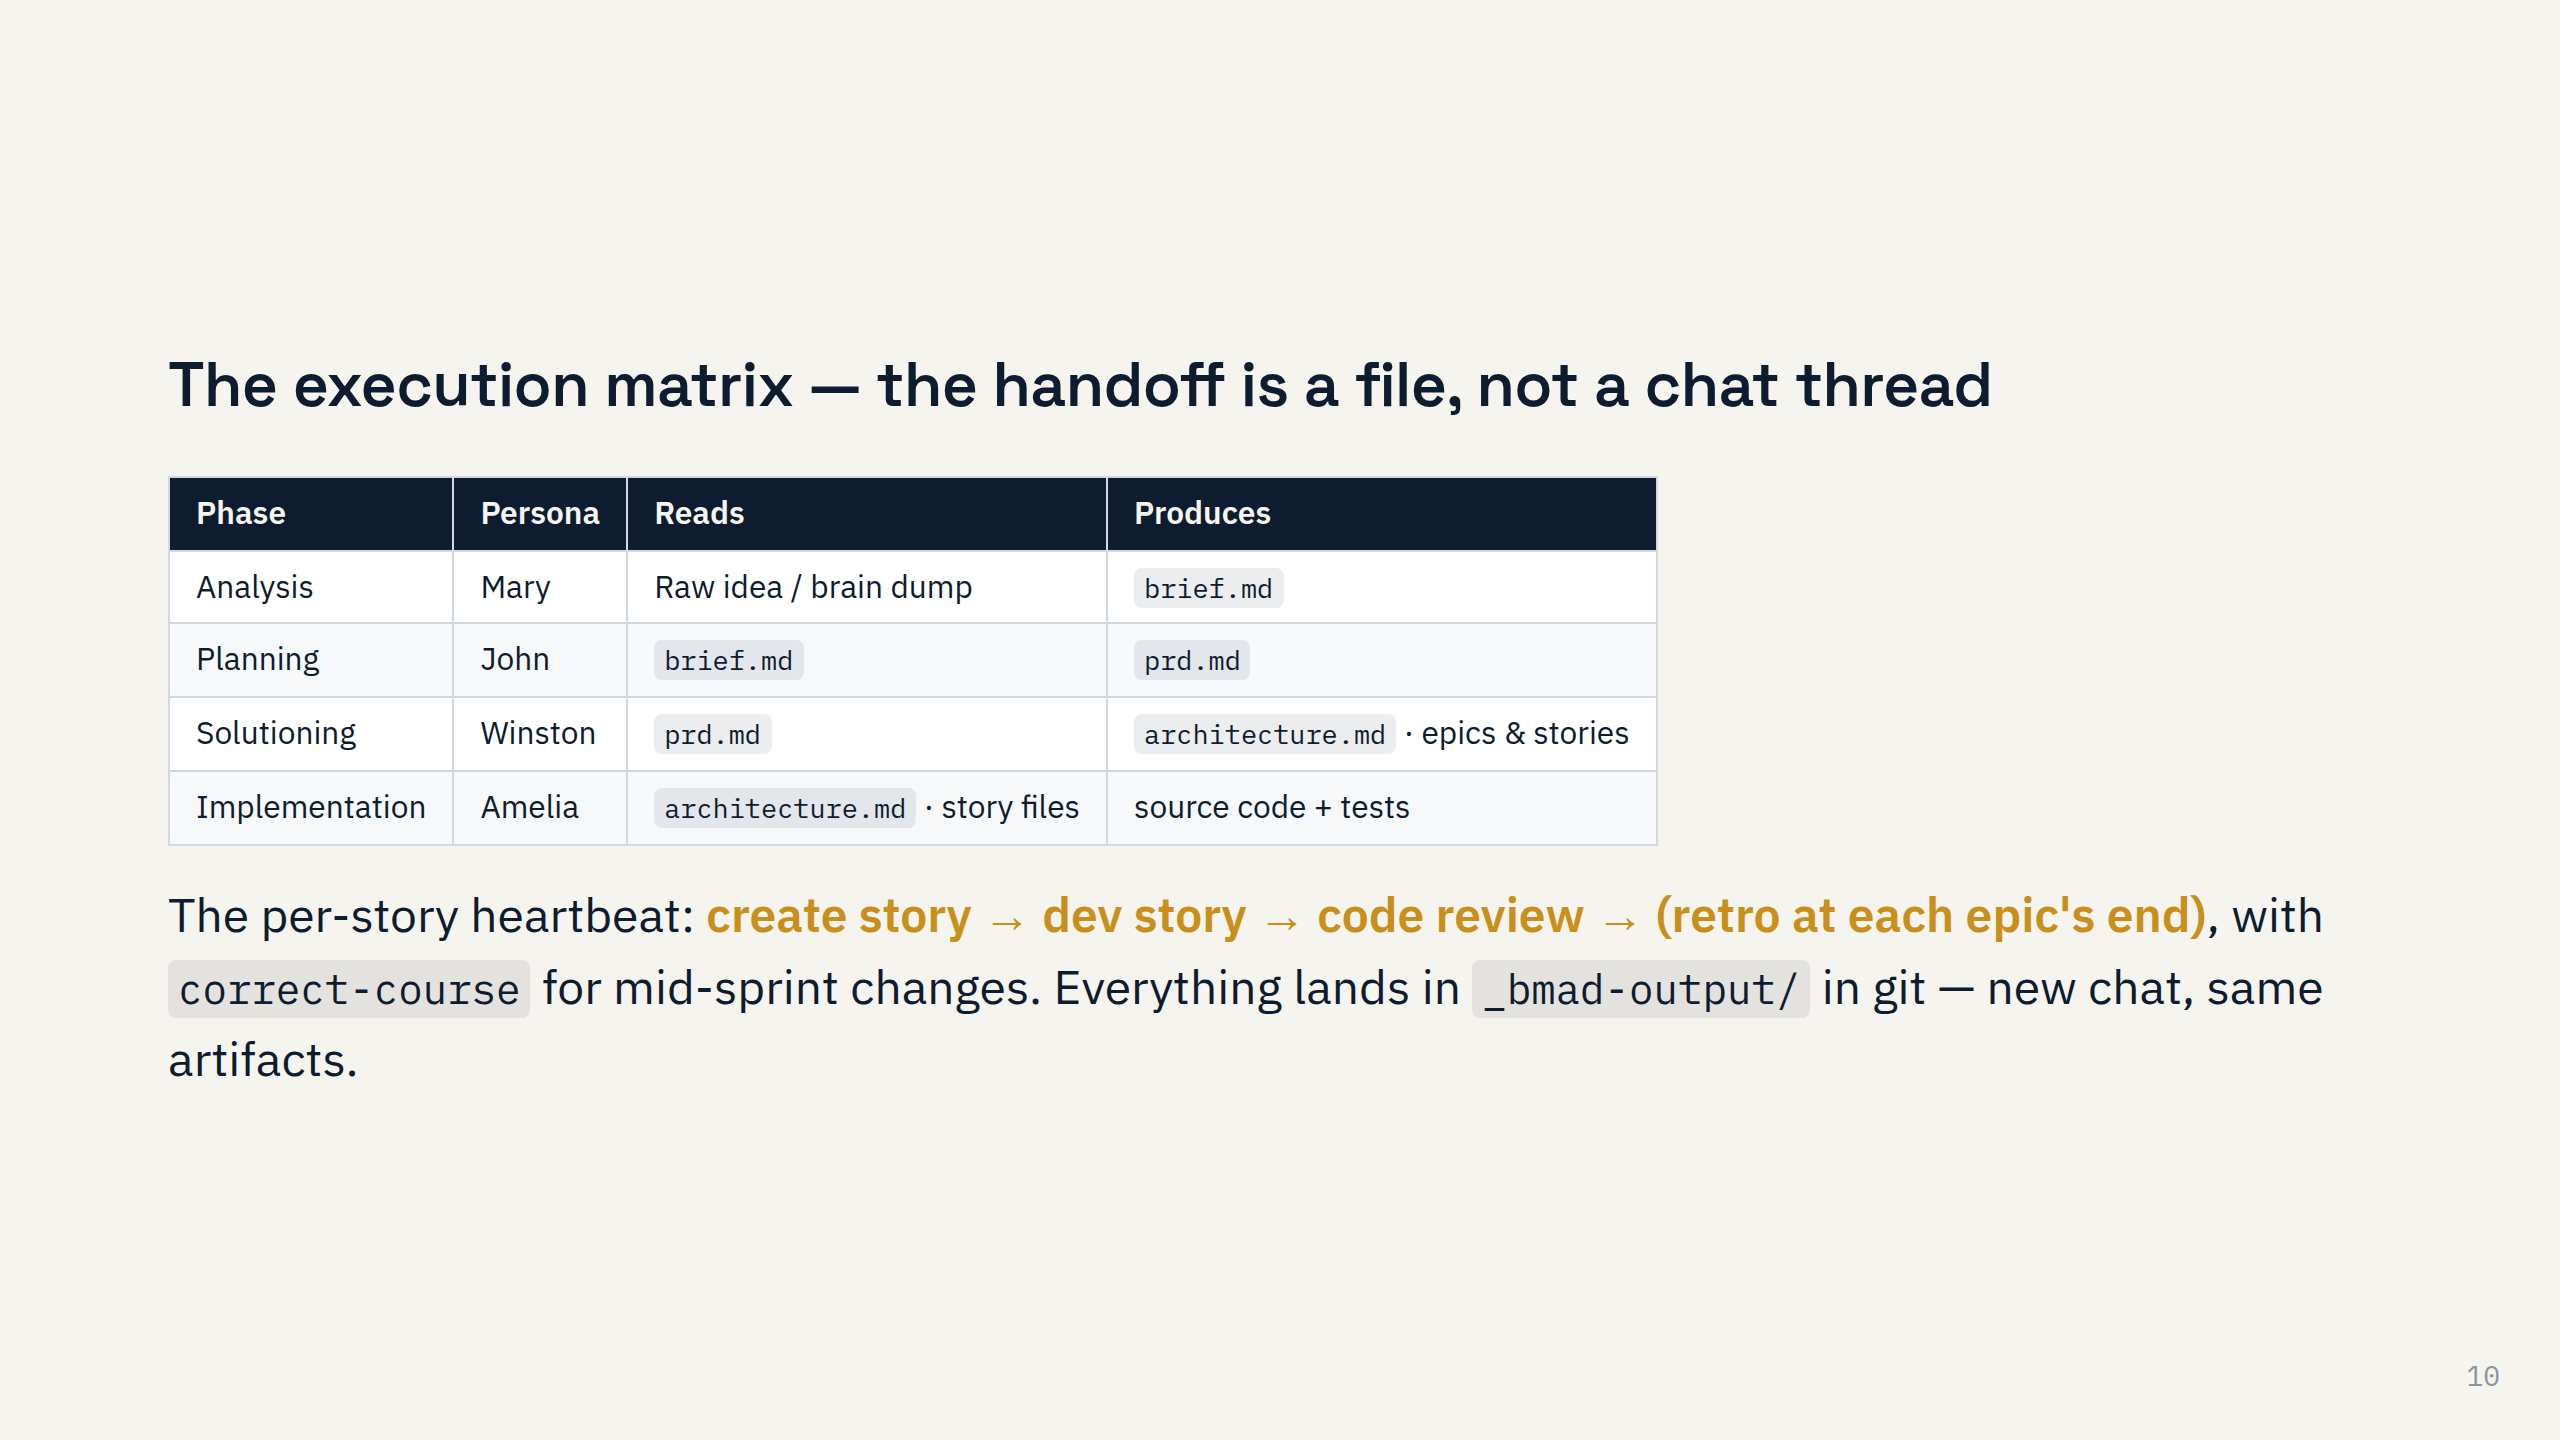 The execution matrix — the handoff is a file, not a chat thread
Phase Persona Reads Produces
Analysis Mary Raw idea / brain dump brief.md
Planning John brief.md prd.md
Solutioning Winston prd.md architecture.md · epics & stories
Implementation Amelia architecture.md · story files source code + tests
The per-story heartbeat: create story → dev story → code review → (retro at each epic's end), with
correct-course for mid-sprint changes. Everything lands in _bmad-output/ in git — new chat, same
artifacts.
10